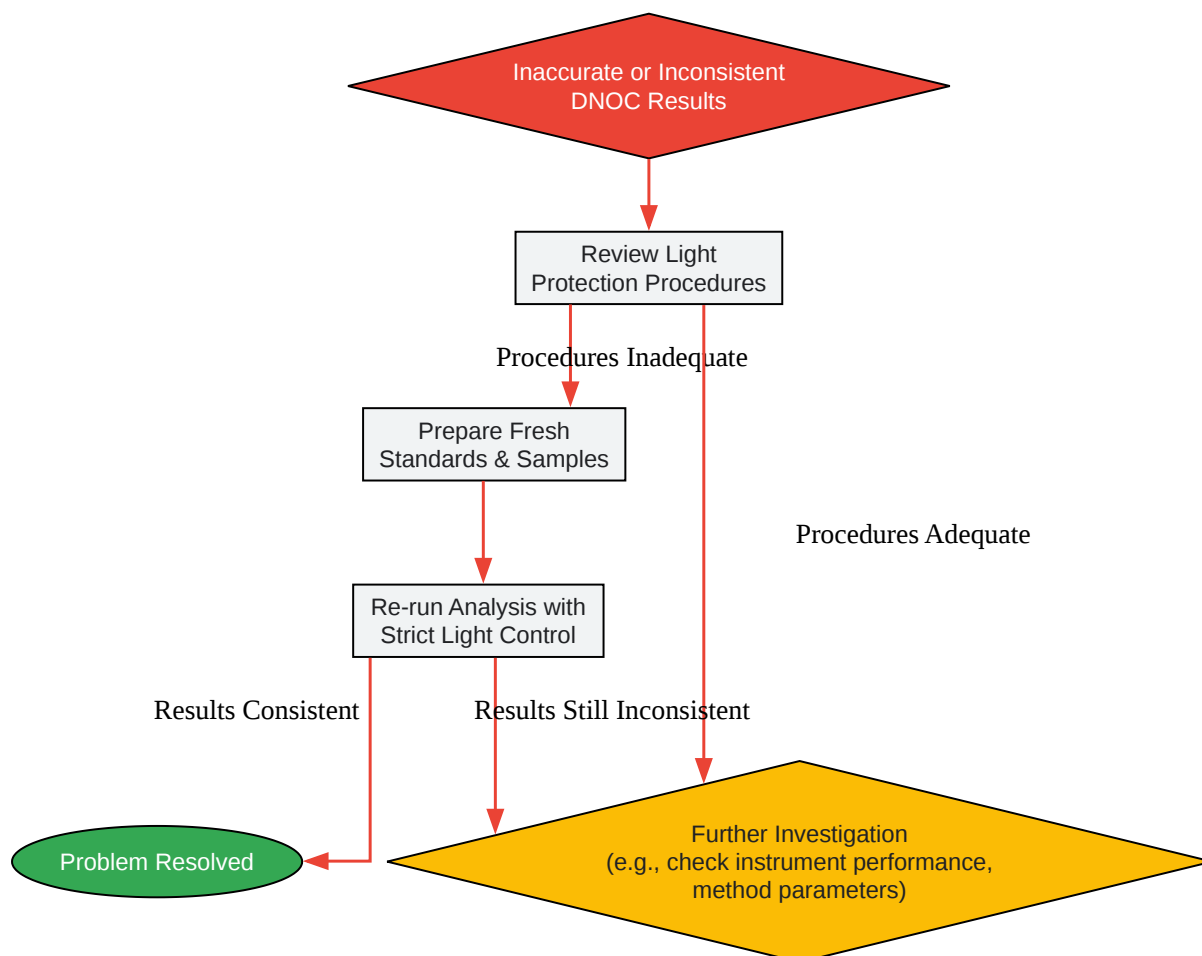 Inaccurate or Inconsistent
DNOC Results
Review Light
Protection Procedures
Procedures Inadequate
Prepare Fresh
Standards & Samples
Procedures Adequate
Re-run Analysis with
Strict Light Control
Results Consistent
Results Still Inconsistent
Problem Resolved
Further Investigation
(e.g., check instrument performance,
method parameters)